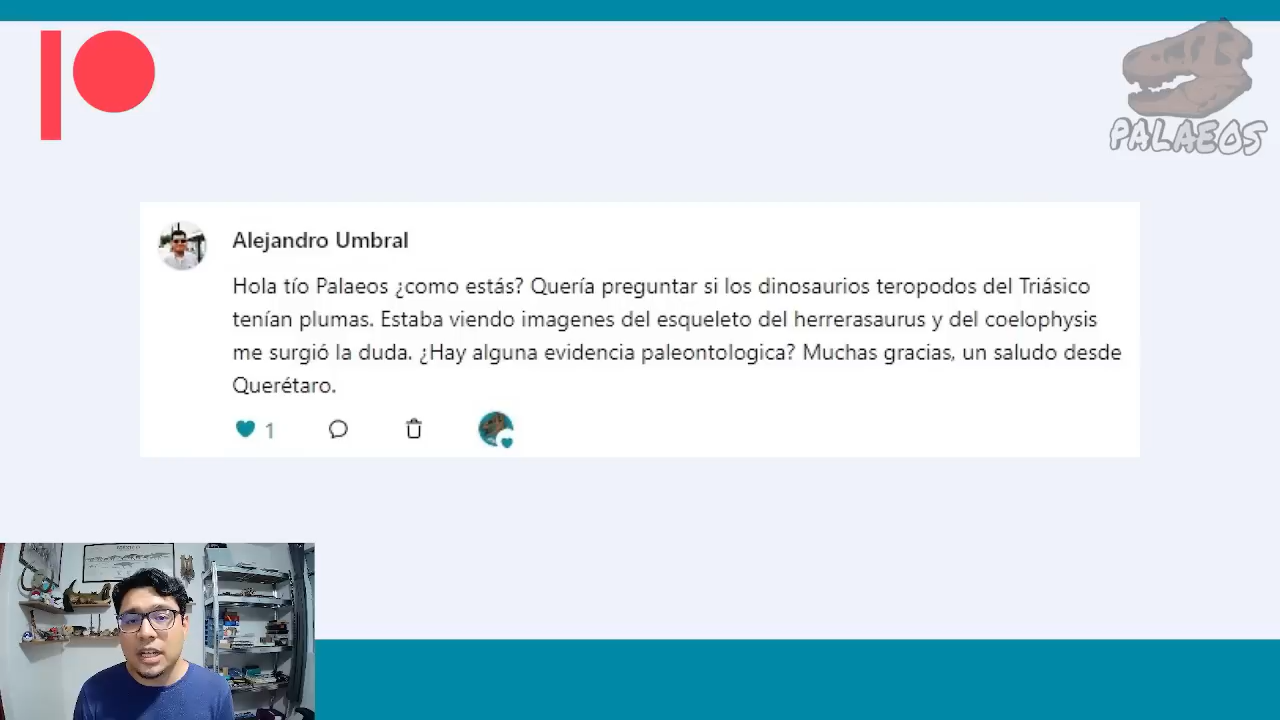 PALAEOS
Alejandro Umbral
Hola tío Palaeos ¿como estás? Quería preguntar si los dinosaurios teropodos del Triásico
tenían plumas. Estaba viendo imagenes del esqueleto del herrerasaurus y del coelophysis
me surgió la duda. ¿Hay alguna evidencia paleontologica? Muchas gracias, un saludo desde
Querétaro.
1